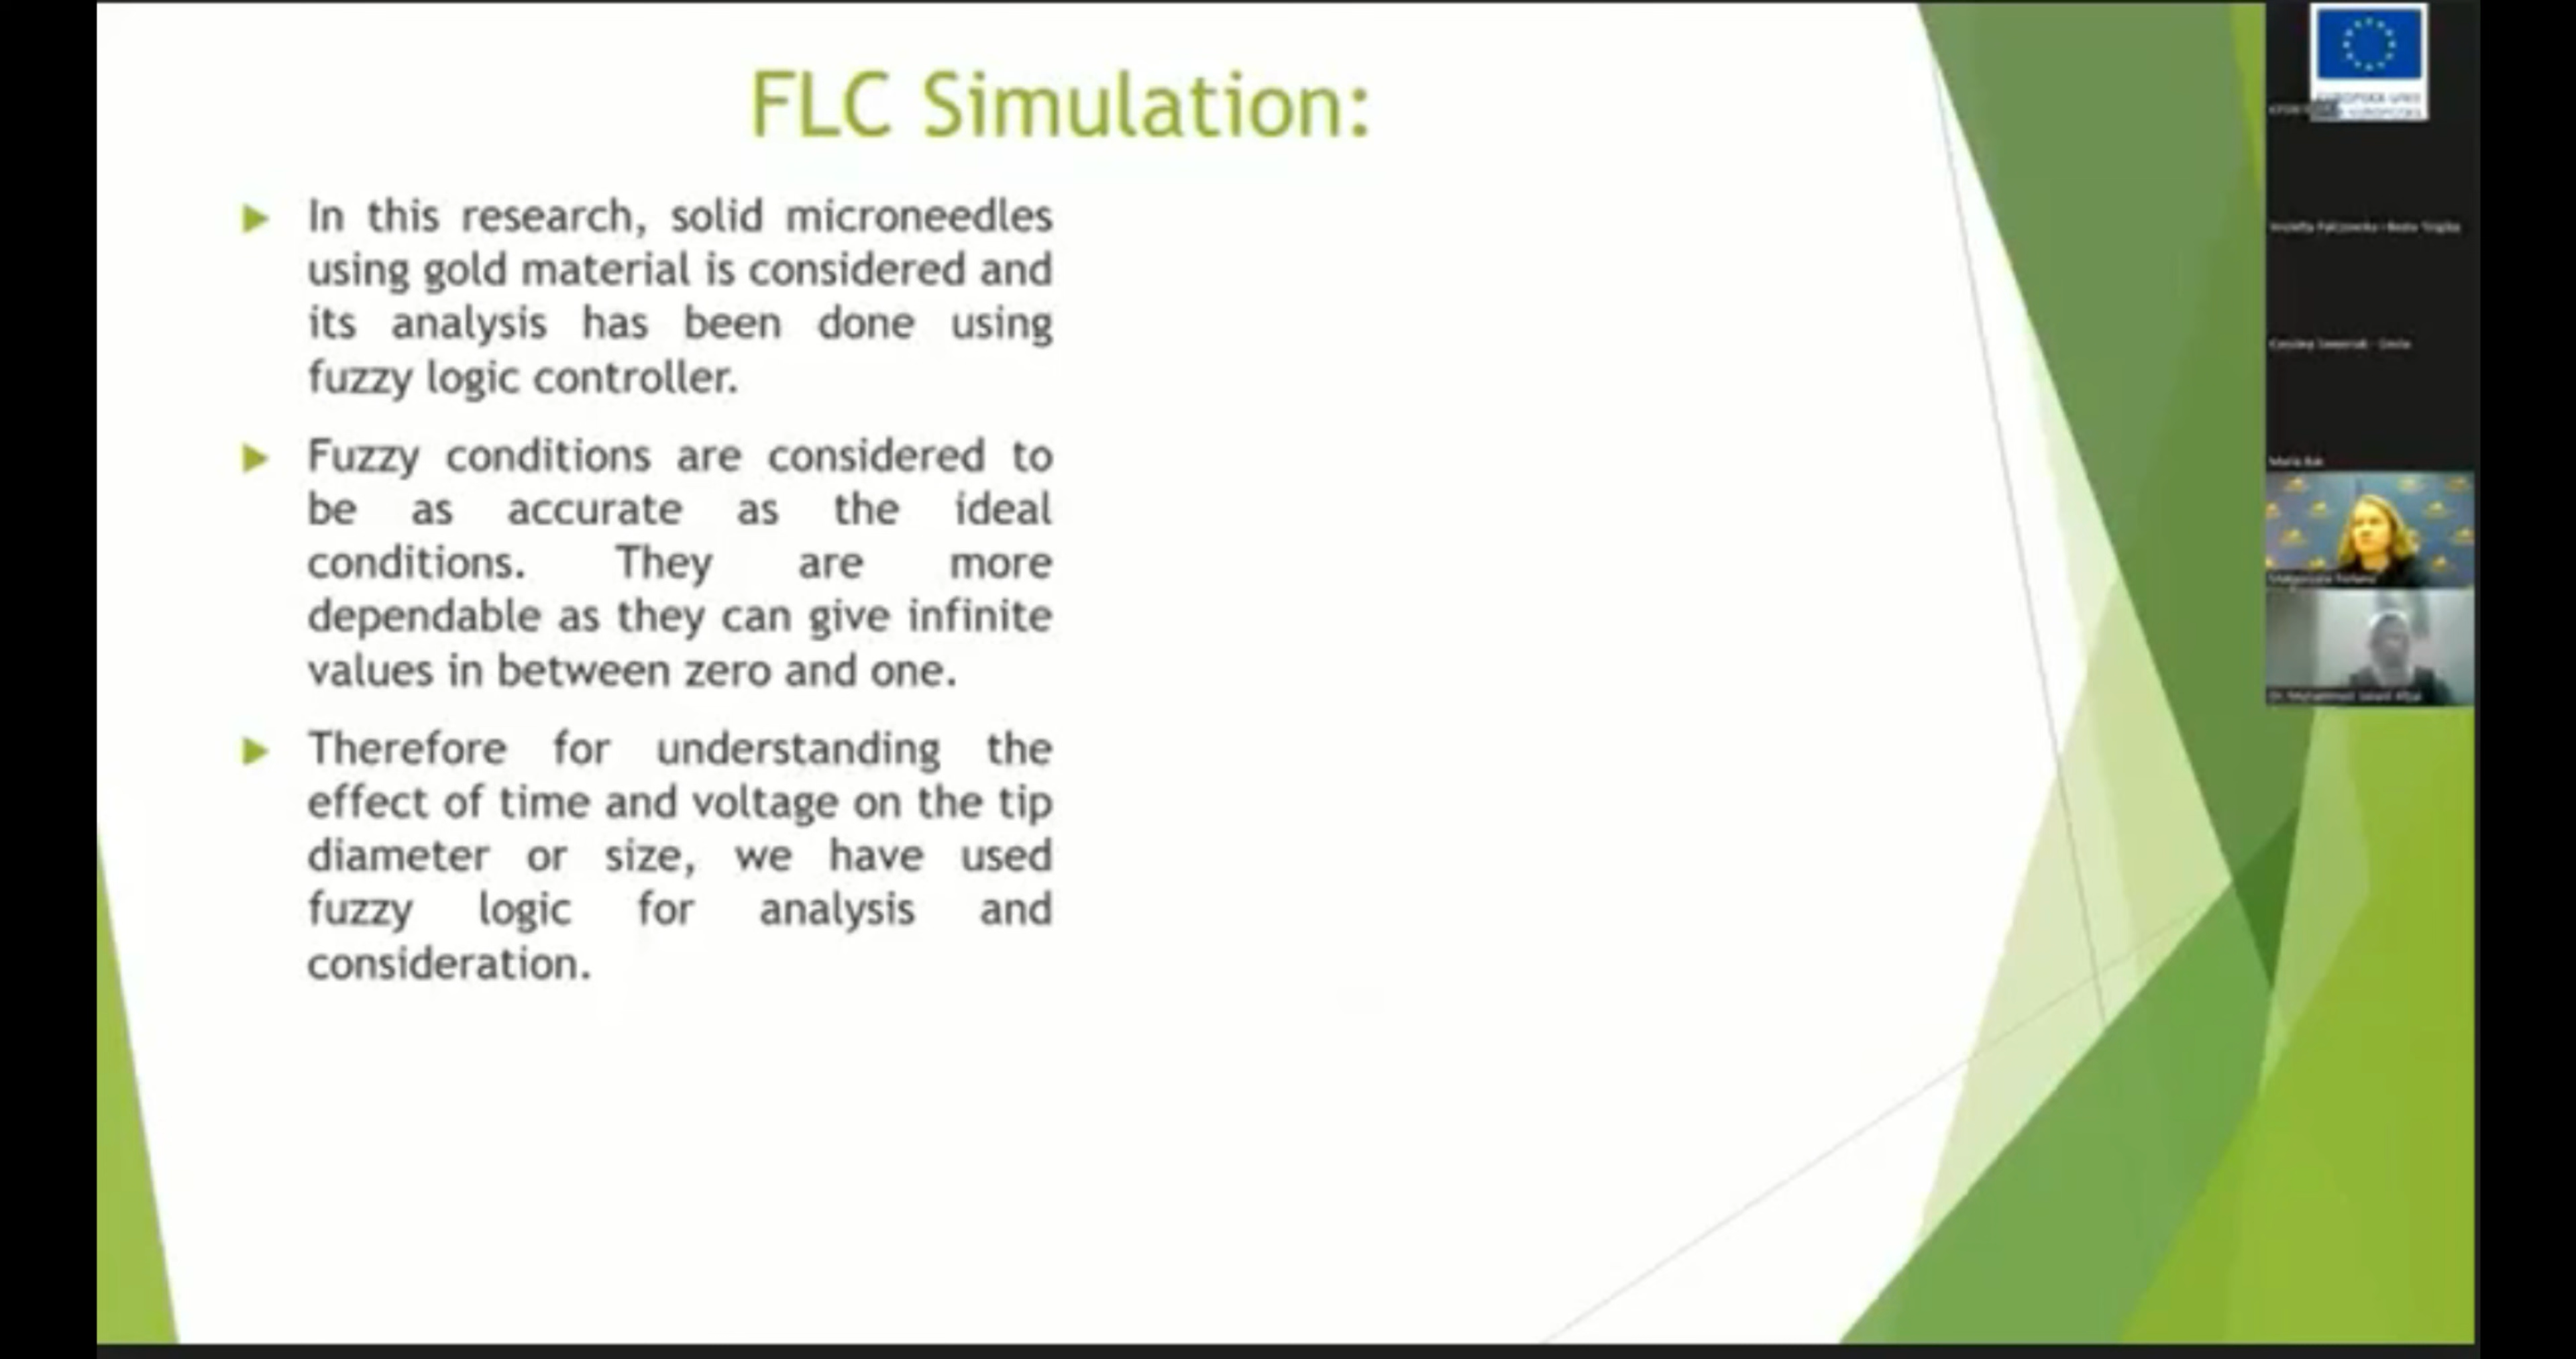 FLC Simulation:
In this research, solid microneedles
using gold material is considered and
its analysis has been done using
fuzzy logic controller.
Fuzzy conditions are considered to
be as accurate as the ideal
conditions. They are more
dependable as they can give infinite
values in between zero and one.
Therefore for understanding the
effect of time and voltage on the tip
diameter or size, we have used
fuzzy logic for analysis and
consideration.